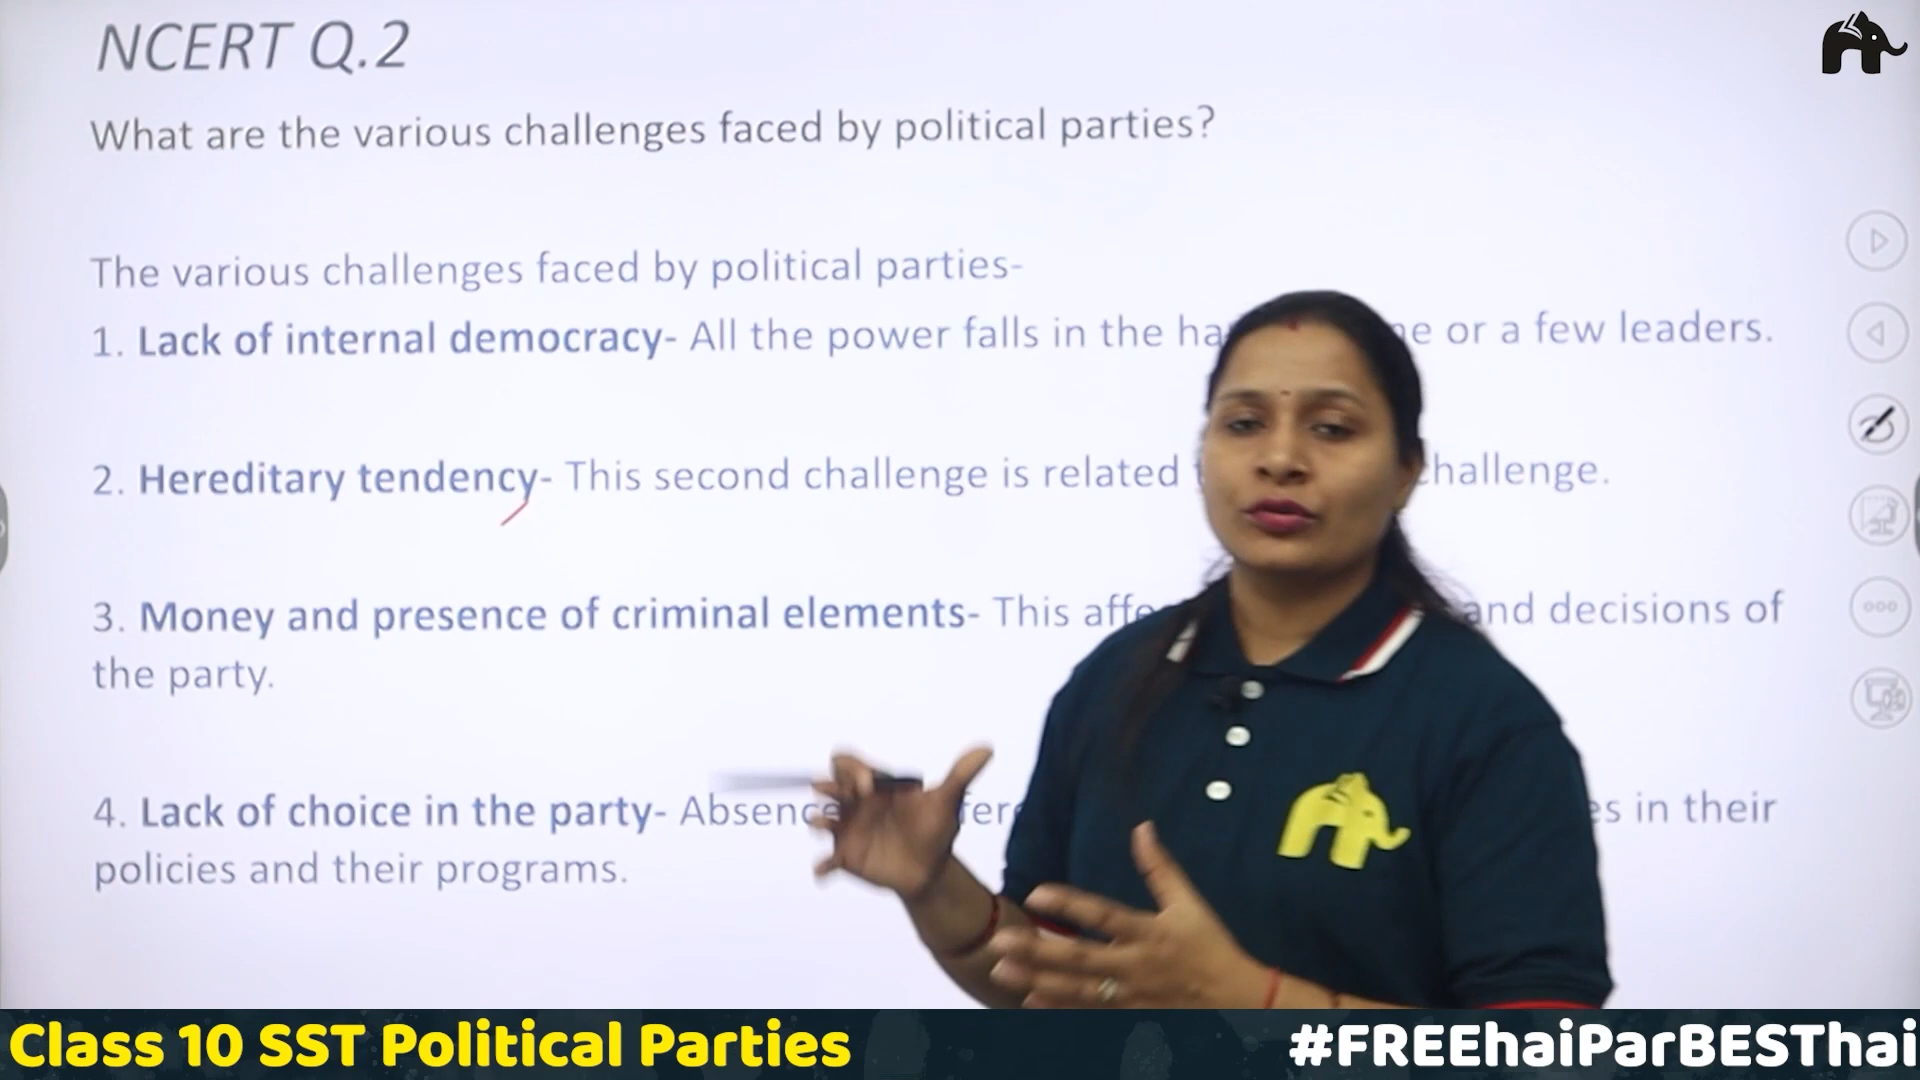 NCERT Q.2
What are the various challenges faced by political parties?
The various challenges faced by political parties-
1. Lack of internal democracy- All the power falls in the or a few leaders.
2. Hereditary tendency- This second challenge is related challenge.
3. Money and presence of criminal elements- This and decisions of
the party.
4. Lack of choice in the party- Absence in their
policies and their programs.
Class 10 SST Political Parties
#FREEhaiParBESThai